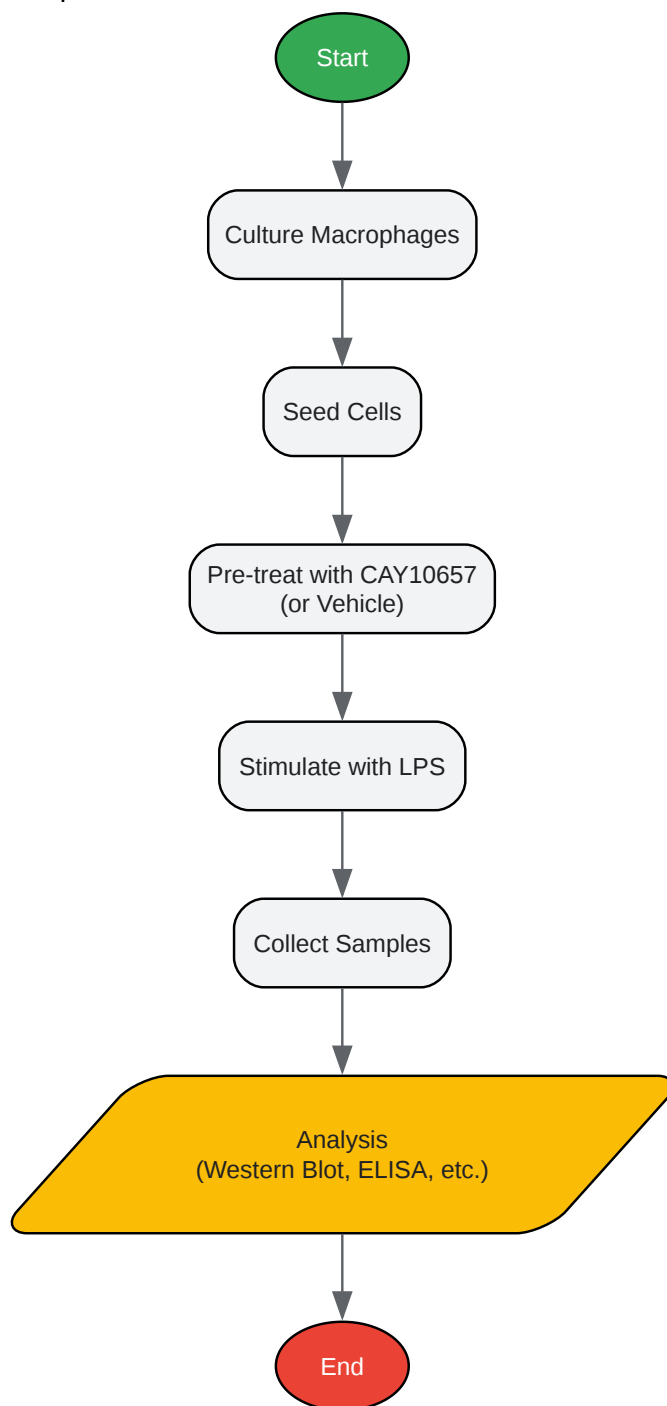 Start
Culture Macrophages
Seed Cells
Pre-treat with CAY10657
(or Vehicle)
Stimulate with LPS
Collect Samples
Analysis
(Western Blot, ELISA, etc.)
End